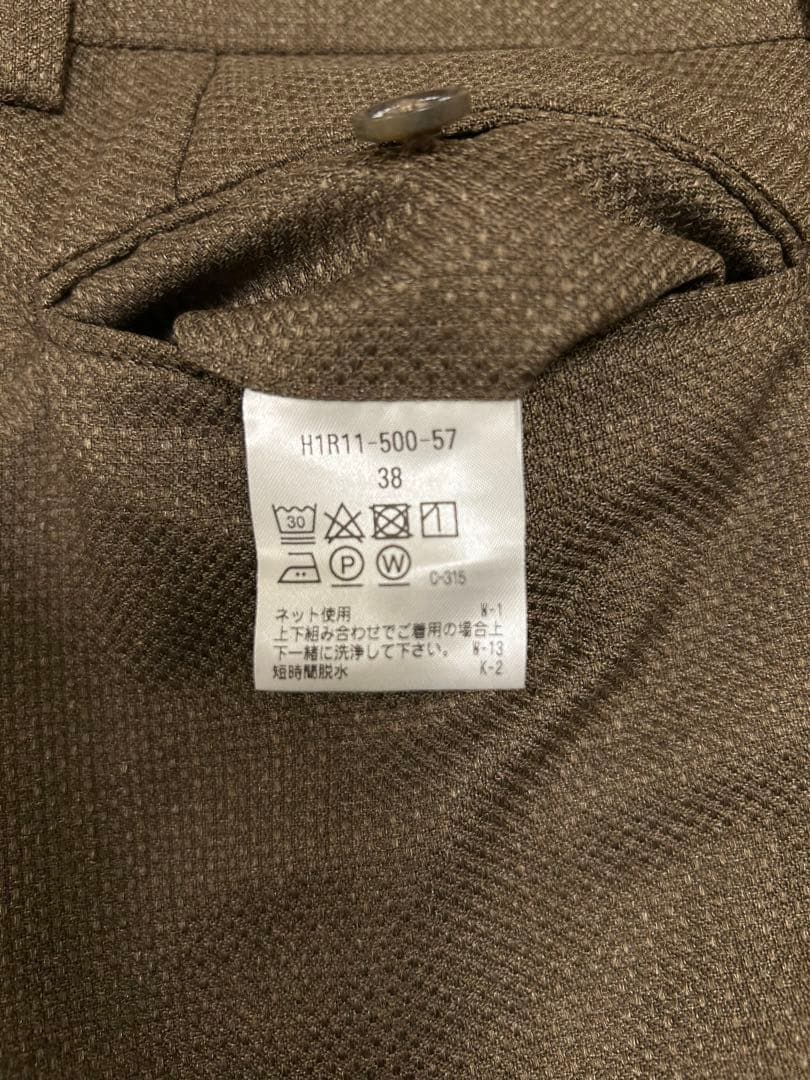 H1R11-500-57
38
30
P W C-315
ネット使用 W-1
上下組み合わせでご着用の場合上
下一緒に洗浄して下さい。 W-13
短時間脱水 K-2